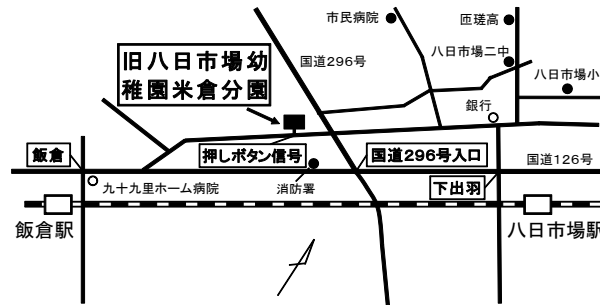 市民病院
匝瑳高
国道296号
八日市場二中
旧八日市場幼
稚園米倉分園
八日市場小
銀行
飯倉
押しボタン信号
国道296号入口
国道126号
九十九里ホーム病院
消防署
下出羽
飯倉駅
八日市場駅